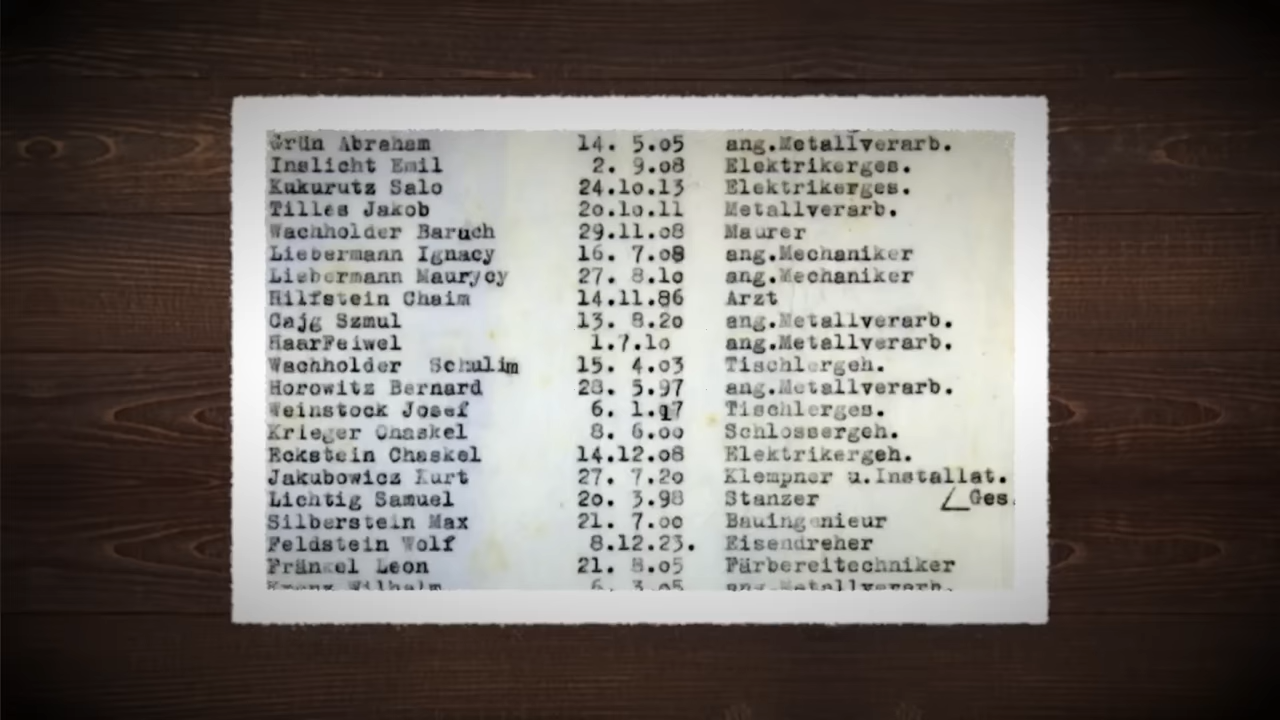 Grün Abraham 14. 5.o5 ang.Metallverarb.
Inslicht Emil 2. 9.o8 Elektrikerges.
Kukurutz Salo 24.1o.13 Elektrikerges.
Tilles Jakob 2o.1o.11 Metallverarb.
Wachholder Baruch 29.11.o8 Maurer
Liebermann Ignacy 16. 7.o8 ang.Mechaniker
Liebermann Maurycy 27. 8.1o ang.Mechaniker
Hilfstein Chaim 14.11.86 Arzt
Cajg Szmul 13. 8.2o ang.Metallverarb.
HaarFeiwel 1.7.1o ang.Metallverarb.
Wachholder Schulim 15. 4.o3 Tischlergeh.
Horowitz Bernard 28. 5.97 ang.Metallverarb.
Weinstock Josef 6. 1. Tischlerges.
Krieger Chaskel 8. 6.oo Schlossergeh.
Eckstein Chaskel 14.12.o8 Elektrikergeh.
Jakubowicz Kurt 27. 7.2o Klempner u.Installat.
Lichtig Samuel 2o. 3.98 Stanzer Ges.
Silberstein Max 21. 7.oo Bauingenieur
Feldstein Wolf 8.12.23. Eisendreher
Fränkel Leon 21. 8.o5 Färbereitechniker
Wilhelm 6. 3.o5 ang.Metallverarb.